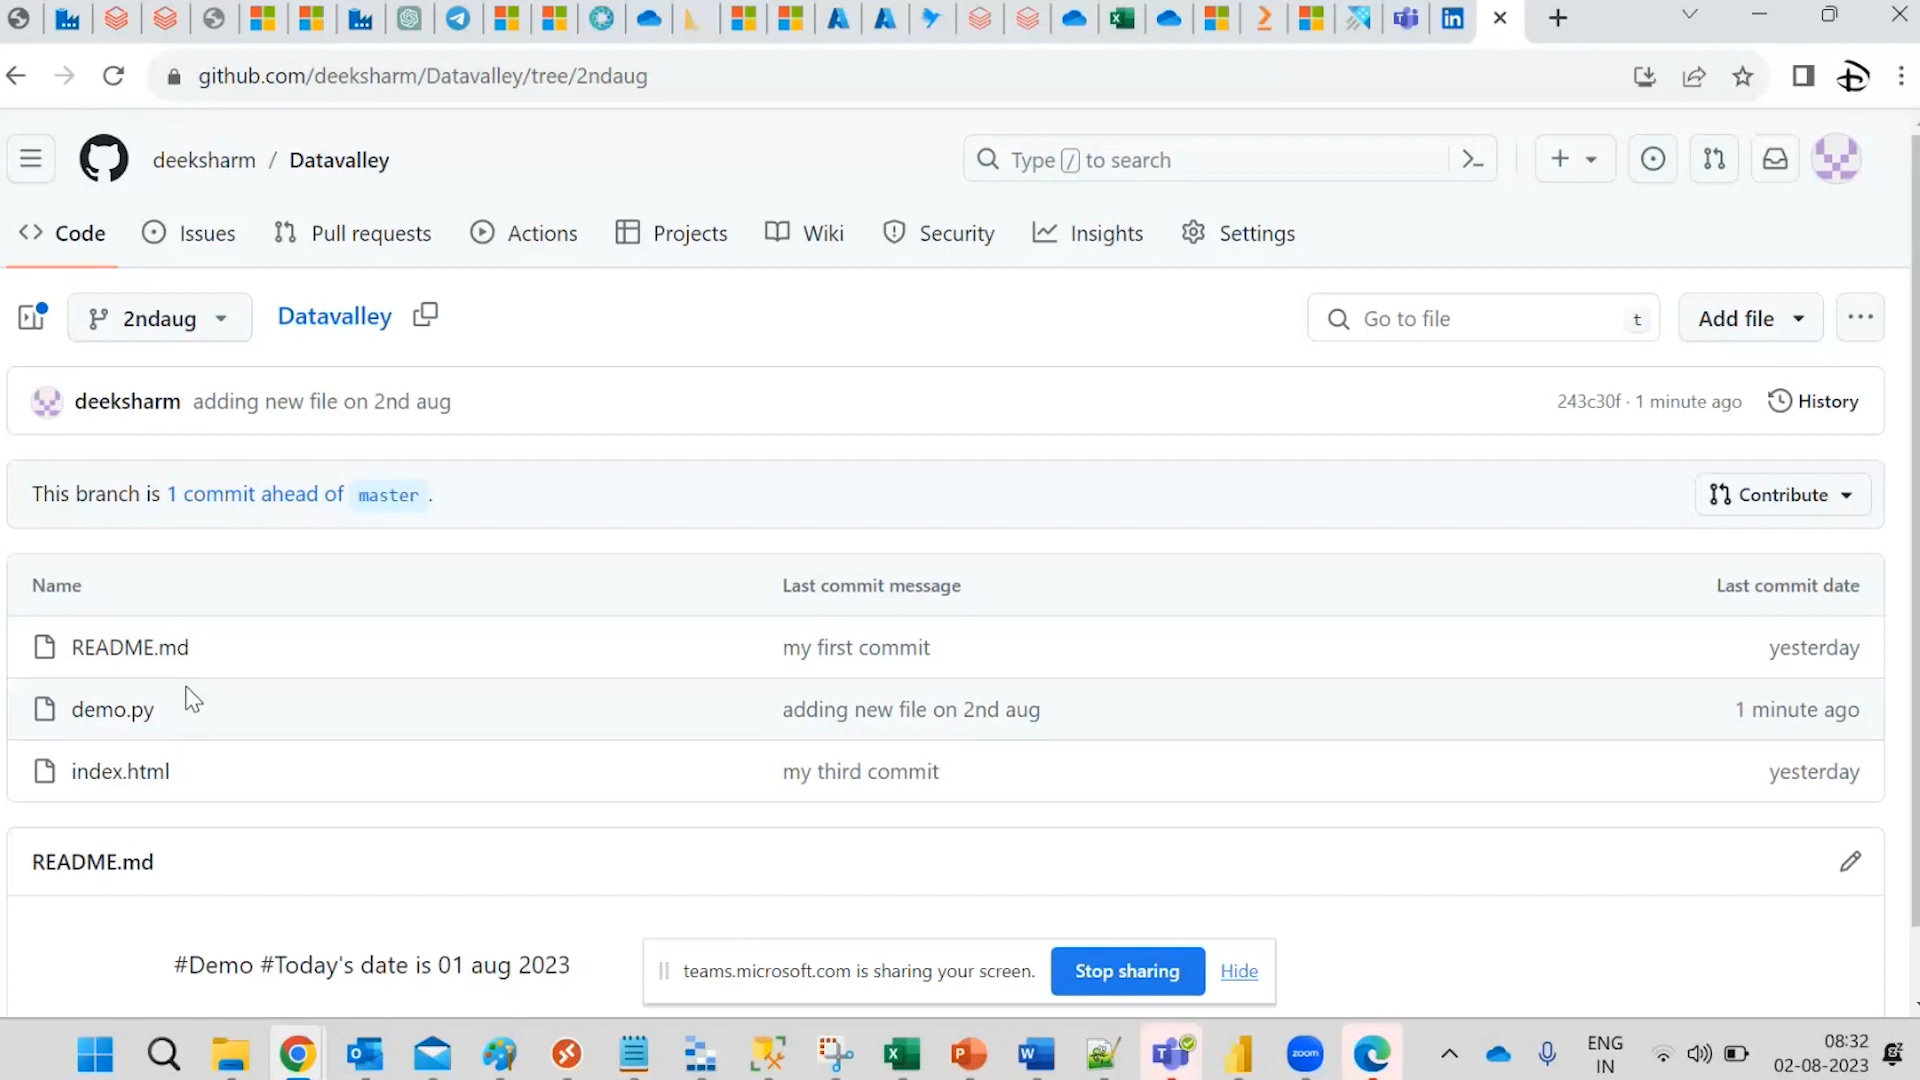 github.com/deeksharm/Datavalley/tree/2ndaug
deeksharm / Datavalley
Type / to search
Code
Issues
Pull requests
Actions
Projects
Wiki
Security
Insights
Settings
2ndaug
Datavalley
Go to file
t
Add file
deeksharm adding new file on 2nd aug
243c30f · 1 minute ago
History
This branch is 1 commit ahead of master .
Contribute
Name Last commit message Last commit date
README.md my first commit yesterday
demo.py adding new file on 2nd aug 1 minute ago
index.html my third commit yesterday
README.md
#Demo #Today's date is 01 aug 2023
teams.microsoft.com is sharing your screen. Stop sharing Hide
zoom
ENG
IN
08:32
02-08-2023